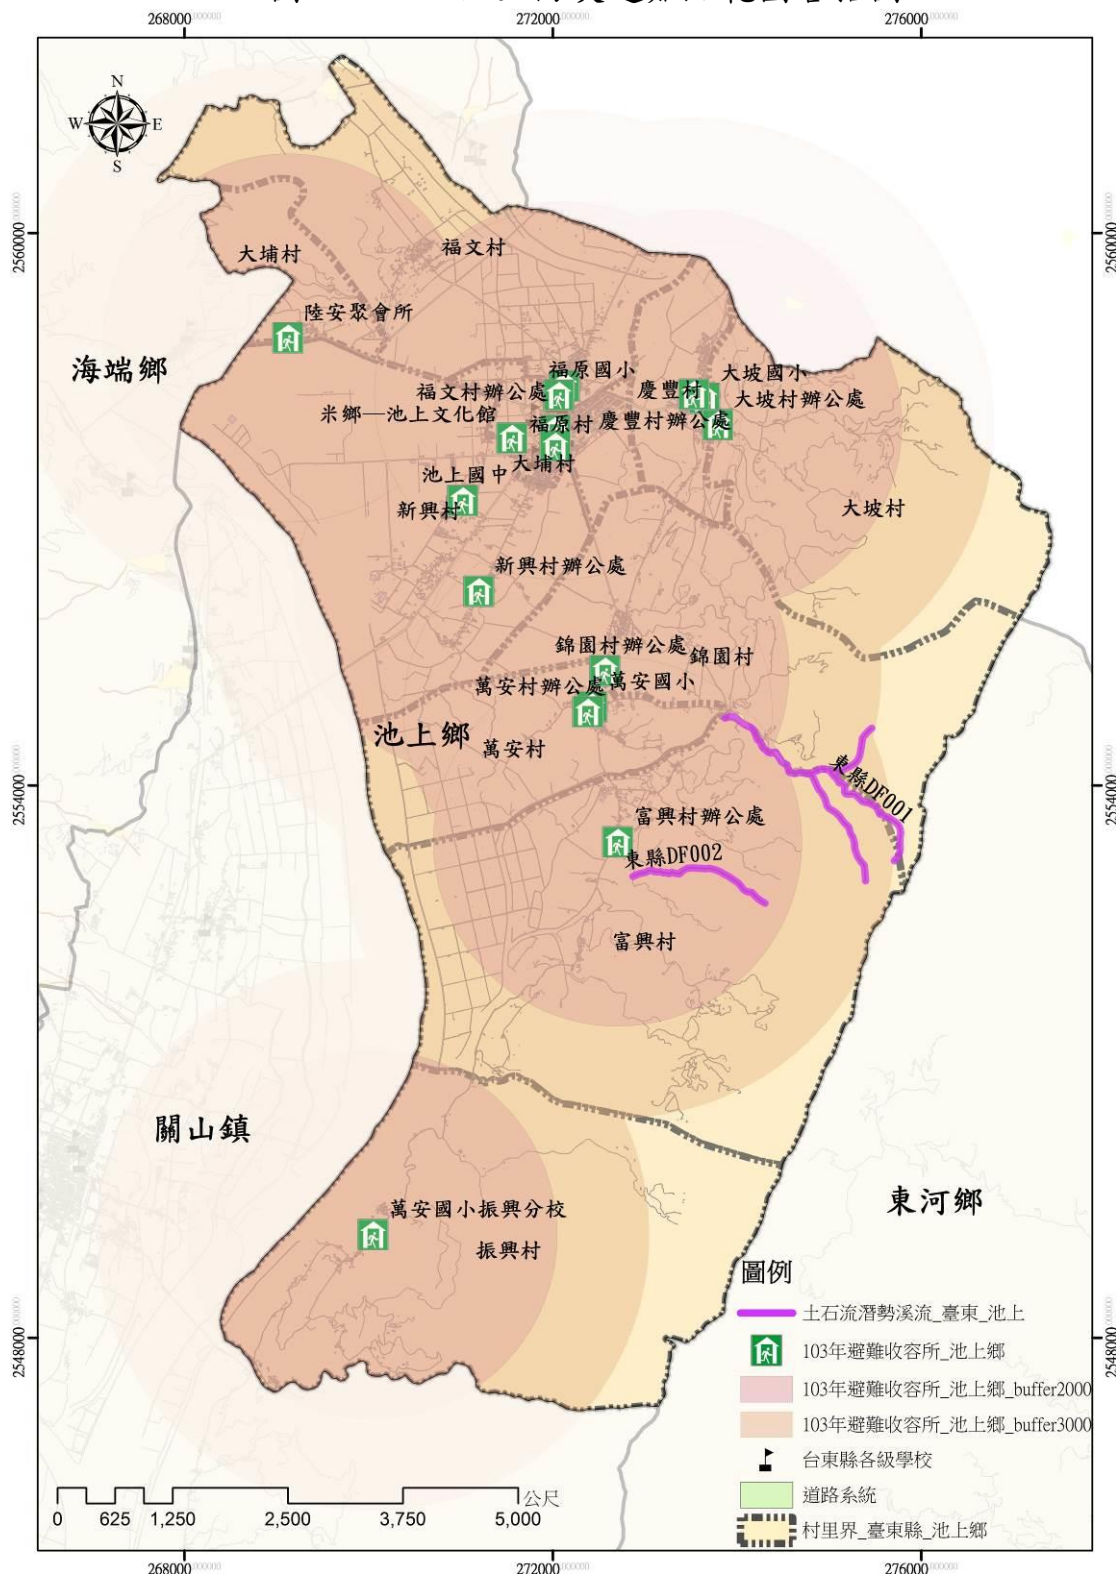 268000
272000
276000
N
W
E
S
2560000
2560000
大埔村
福文村
陸安聚會所
海端鄉
福原國小
大坡國小
福文村辦公處
慶豐村
大坡村辦公處
米鄉—池上文化館
福原村
慶豐村辦公處
大埔村
池上國中
新興村
大坡村
新興村辦公處
錦園村辦公處
錦園村
萬安村辦公處
萬安國小
池上鄉
萬安村
東縣DF001
2554000
2554000
富興村辦公處
東縣DF002
富興村
關山鎮
東河鄉
萬安國小振興分校
振興村
圖例
土石流潛勢溪流_臺東_池上
103年避難收容所_池上鄉
2548000
2548000
103年避難收容所_池上鄉_buffer2000
103年避難收容所_池上鄉_buffer3000
台東縣各級學校
道路系統
村里界_臺東縣_池上鄉
公尺
0 625 1,250 2,500 3,750 5,000
268000
272000
276000